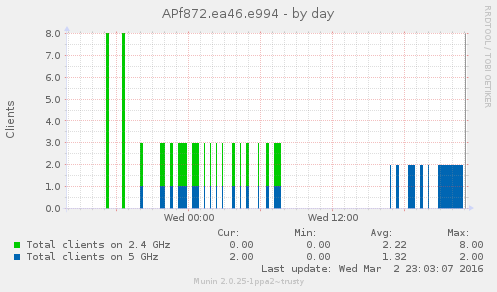 APf872.ea46.e994 - by day
RRDTOOL / TOBI OETIKER
Clients
8.0
7.0
6.0
5.0
4.0
3.0
2.0
1.0
0.0
Wed 00:00 Wed 12:00
Cur: Min: Avg: Max:
Total clients on 2.4 GHz 0.00 0.00 2.22 8.00
Total clients on 5 GHz 2.00 0.00 1.32 2.00
Last update: Wed Mar 2 23:03:07 2016
Munin 2.0.25-1ppa2~trusty